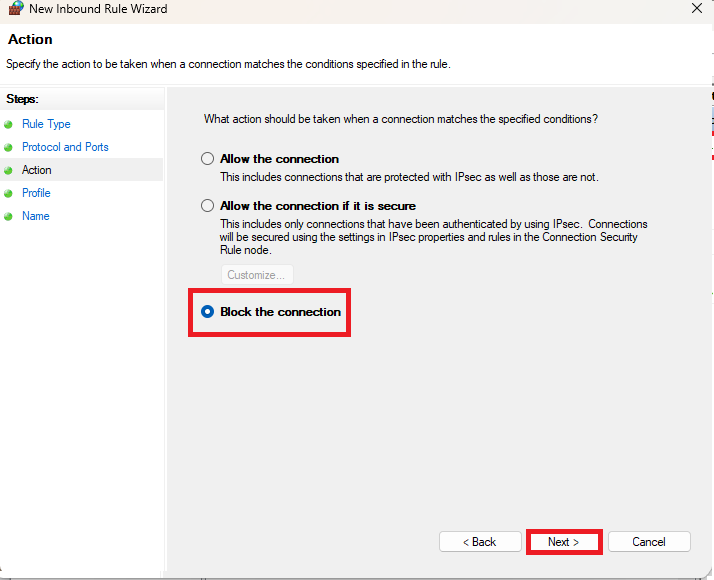 New Inbound Rule Wizard
Action
Specify the action to be taken when a connection matches the conditions specified in the rule.
Steps:
Rule Type
Protocol and Ports
Action
Profile
Name
What action should be taken when a connection matches the specified conditions?
Allow the connection
This includes connections that are protected with IPsec as well as those are not.
Allow the connection if it is secure
This includes only connections that have been authenticated by using IPsec. Connections
will be secured using the settings in IPsec properties and rules in the Connection Security
Rule node.
Customize...
Block the connection
< Back
Next >
Cancel